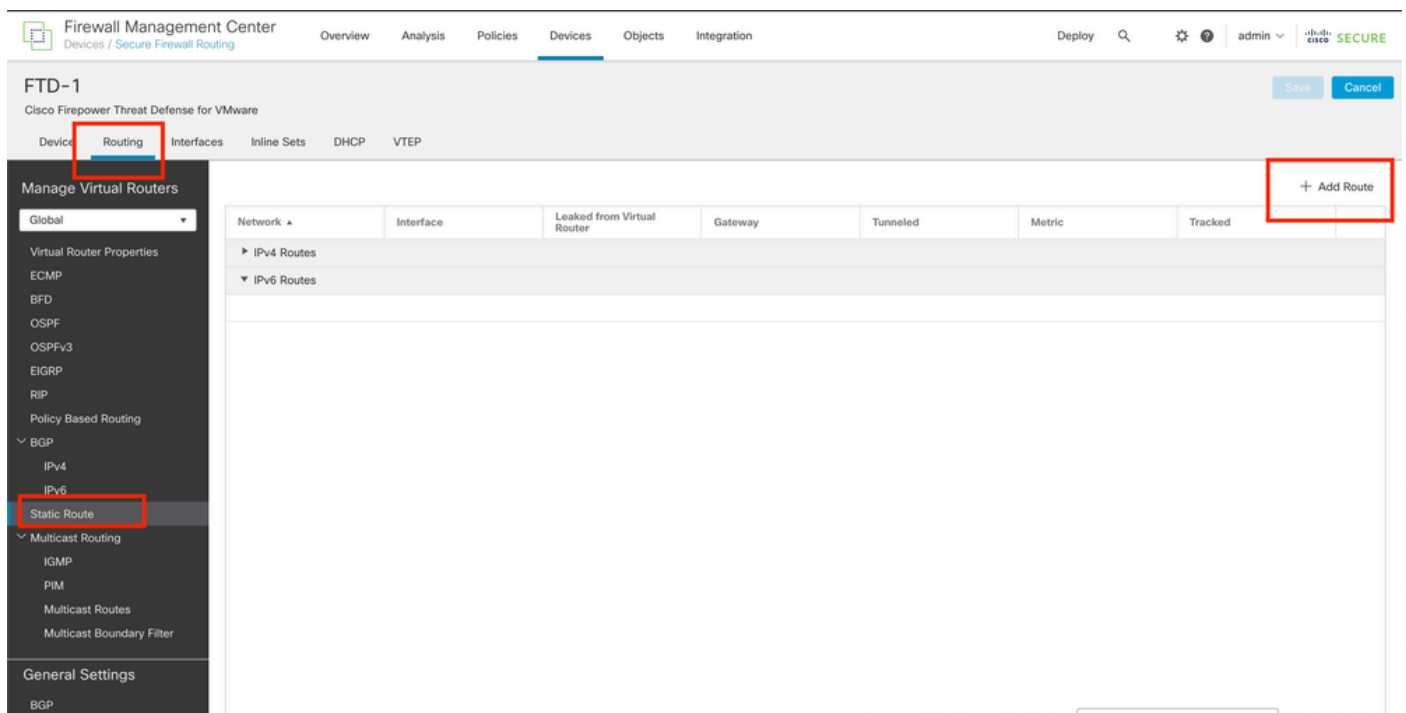 Firewall Management Center
Devices / Secure Firewall Routing
Overview Analysis Policies Devices Objects Integration Deploy admin cisco SECURE
FTD-1
Save Cancel
Cisco Firepower Threat Defense for VMware
Device Routing Interfaces Inline Sets DHCP VTEP
Manage Virtual Routers
+ Add Route
Global
Network Interface Leaked from Virtual Router Gateway Tunneled Metric Tracked
Virtual Router Properties
IPv4 Routes
ECMP
IPv6 Routes
BFD
OSPF
OSPFv3
EIGRP
RIP
Policy Based Routing
BGP
IPv4
IPv6
Static Route
Multicast Routing
IGMP
PIM
Multicast Routes
Multicast Boundary Filter
General Settings
BGP